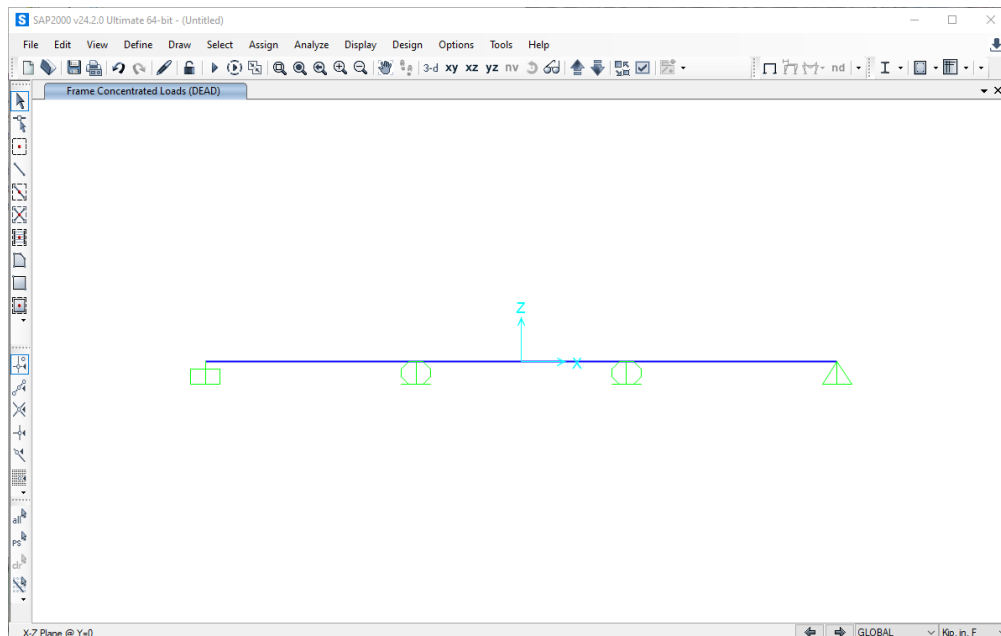 S SAP2000 v24.2.0 Ultimate 64-bit - (Untitled)
File Edit View Define Draw Select Assign Analyze Display Design Options Tools Help
3-d xy xz yz nv nd
Frame Concentrated Loads (DEAD)
Z
X
all
PS
clr
X-Z Plane @ Y=0 GLOBAL Kip, in, F